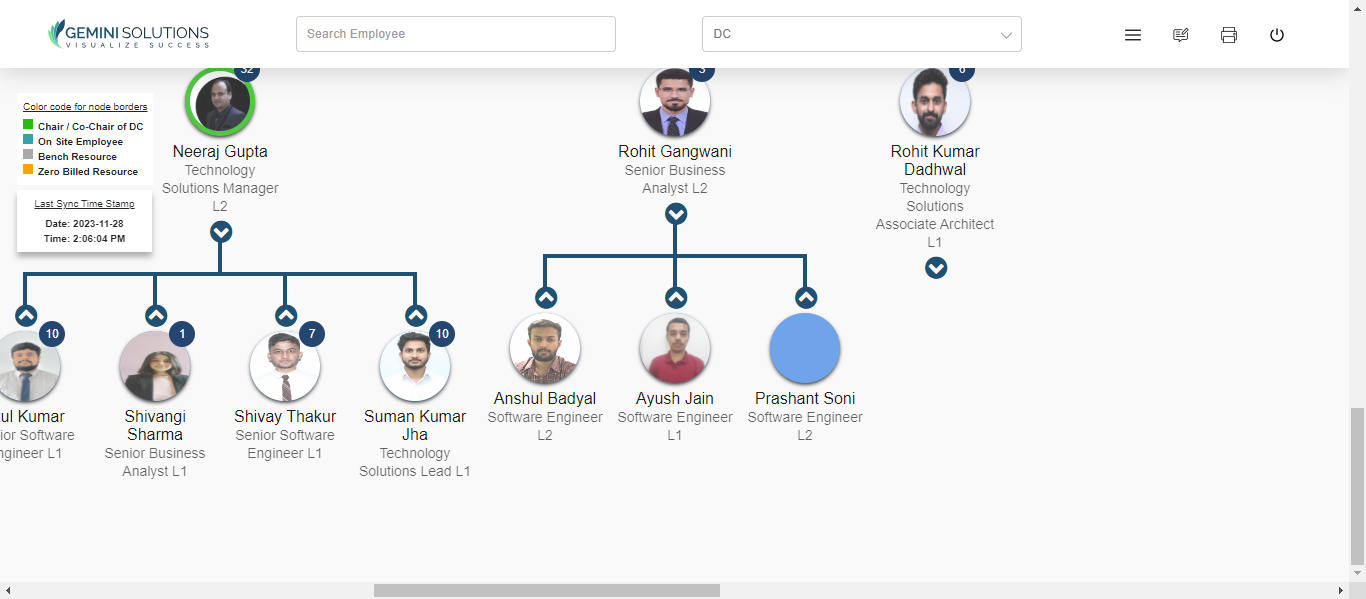 GEMINI SOLUTIONS
VISUALIZE SUCCESS
Search Employee
DC
Color code for node borders
Chair / Co-Chair of DC
On Site Employee
Bench Resource
Zero Billed Resource
Last Sync Time Stamp
Date: 2023-11-28
Time: 2:06:04 PM
32
Neeraj Gupta
Technology
Solutions Manager
L2
3
Rohit Gangwani
Senior Business
Analyst L2
6
Rohit Kumar
Dadhwal
Technology
Solutions
Associate Architect
L1
10
ul Kumar
ior Software
ngineer L1
1
Shivangi
Sharma
Senior Business
Analyst L1
7
Shivay Thakur
Senior Software
Engineer L1
10
Suman Kumar
Jha
Technology
Solutions Lead L1
Anshul Badyal
Software Engineer
L2
Ayush Jain
Software Engineer
L1
Prashant Soni
Software Engineer
L2